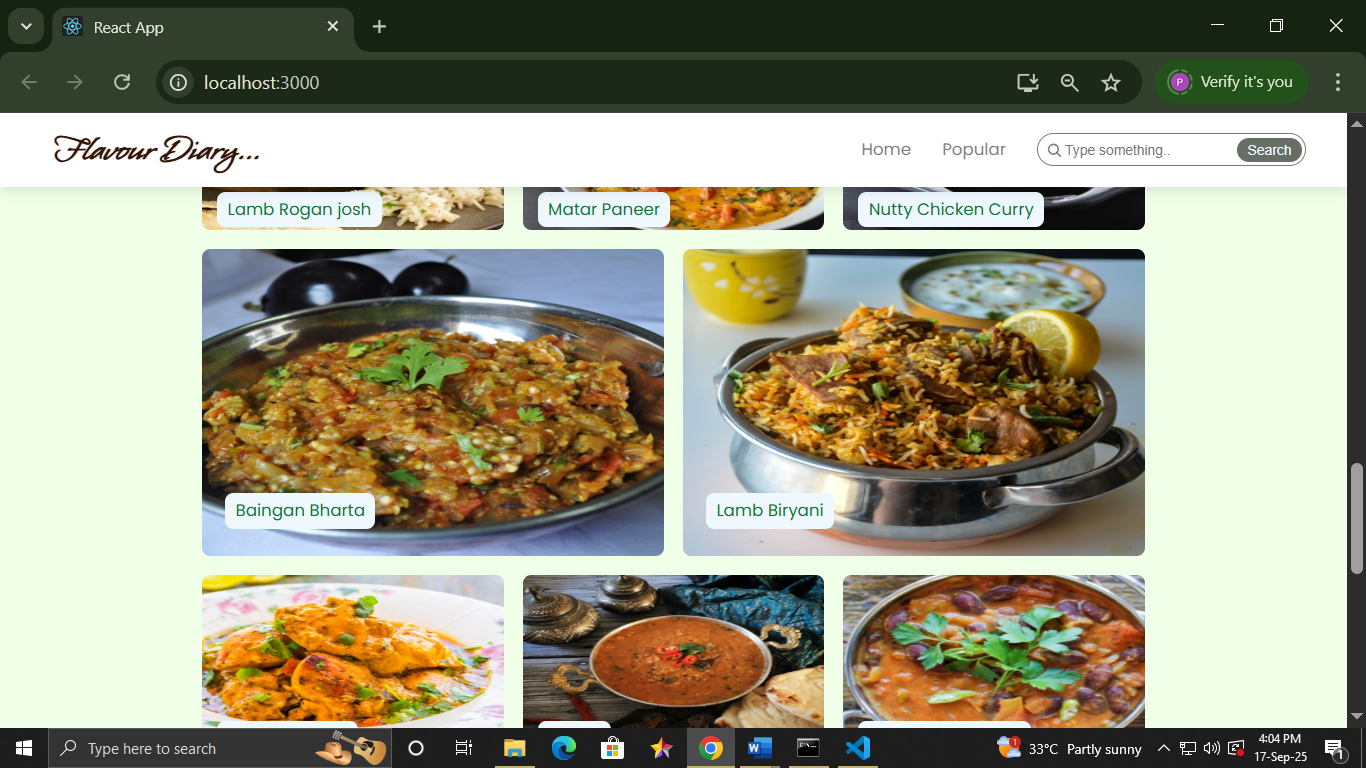 React App
localhost:3000
P
Verify it's you
Flavour Diary...
Home
Popular
Type something..
Search
Lamb Rogan josh
Matar Paneer
Nutty Chicken Curry
Baingan Bharta
Lamb Biryani
Type here to search
1
33°C Partly sunny
4:04 PM
17-Sep-25
1